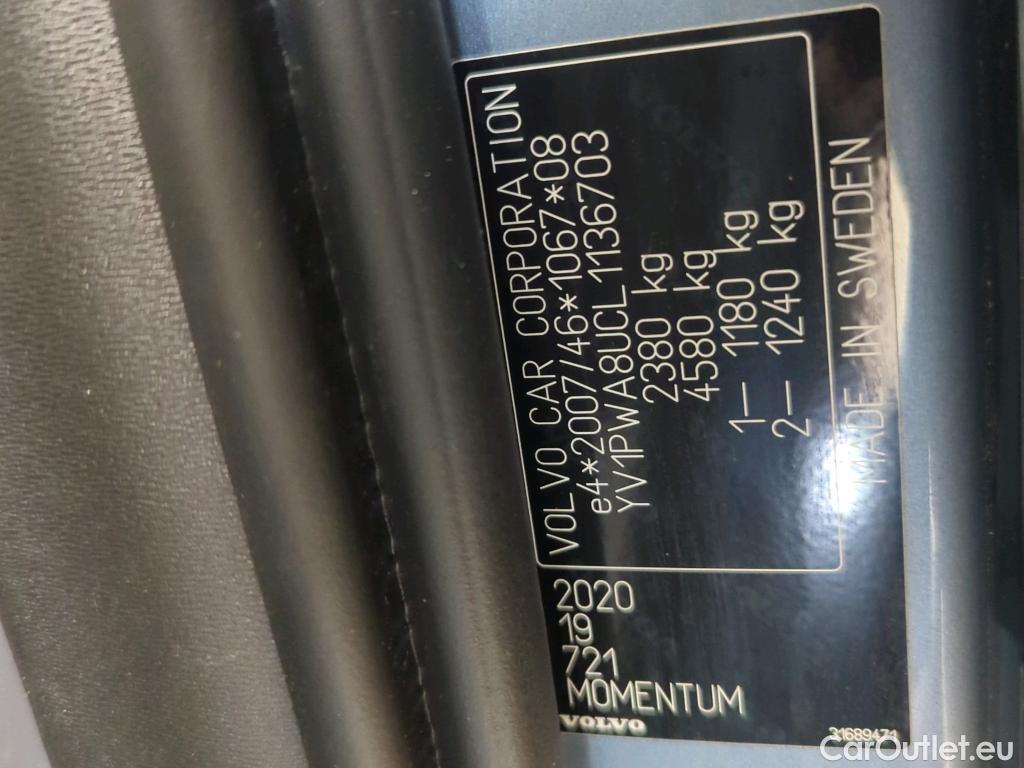 VOLVO CAR CORPORATION
e4*2007/46*1067*08
YV1PWA8UCL1136703
2380 kg
4580 kg
1— 1180 kg
2— 1240 kg
MADE IN SWEDEN
2020
19
721
MOMENTUM
VOLVO
31689471
CarOutlet.eu